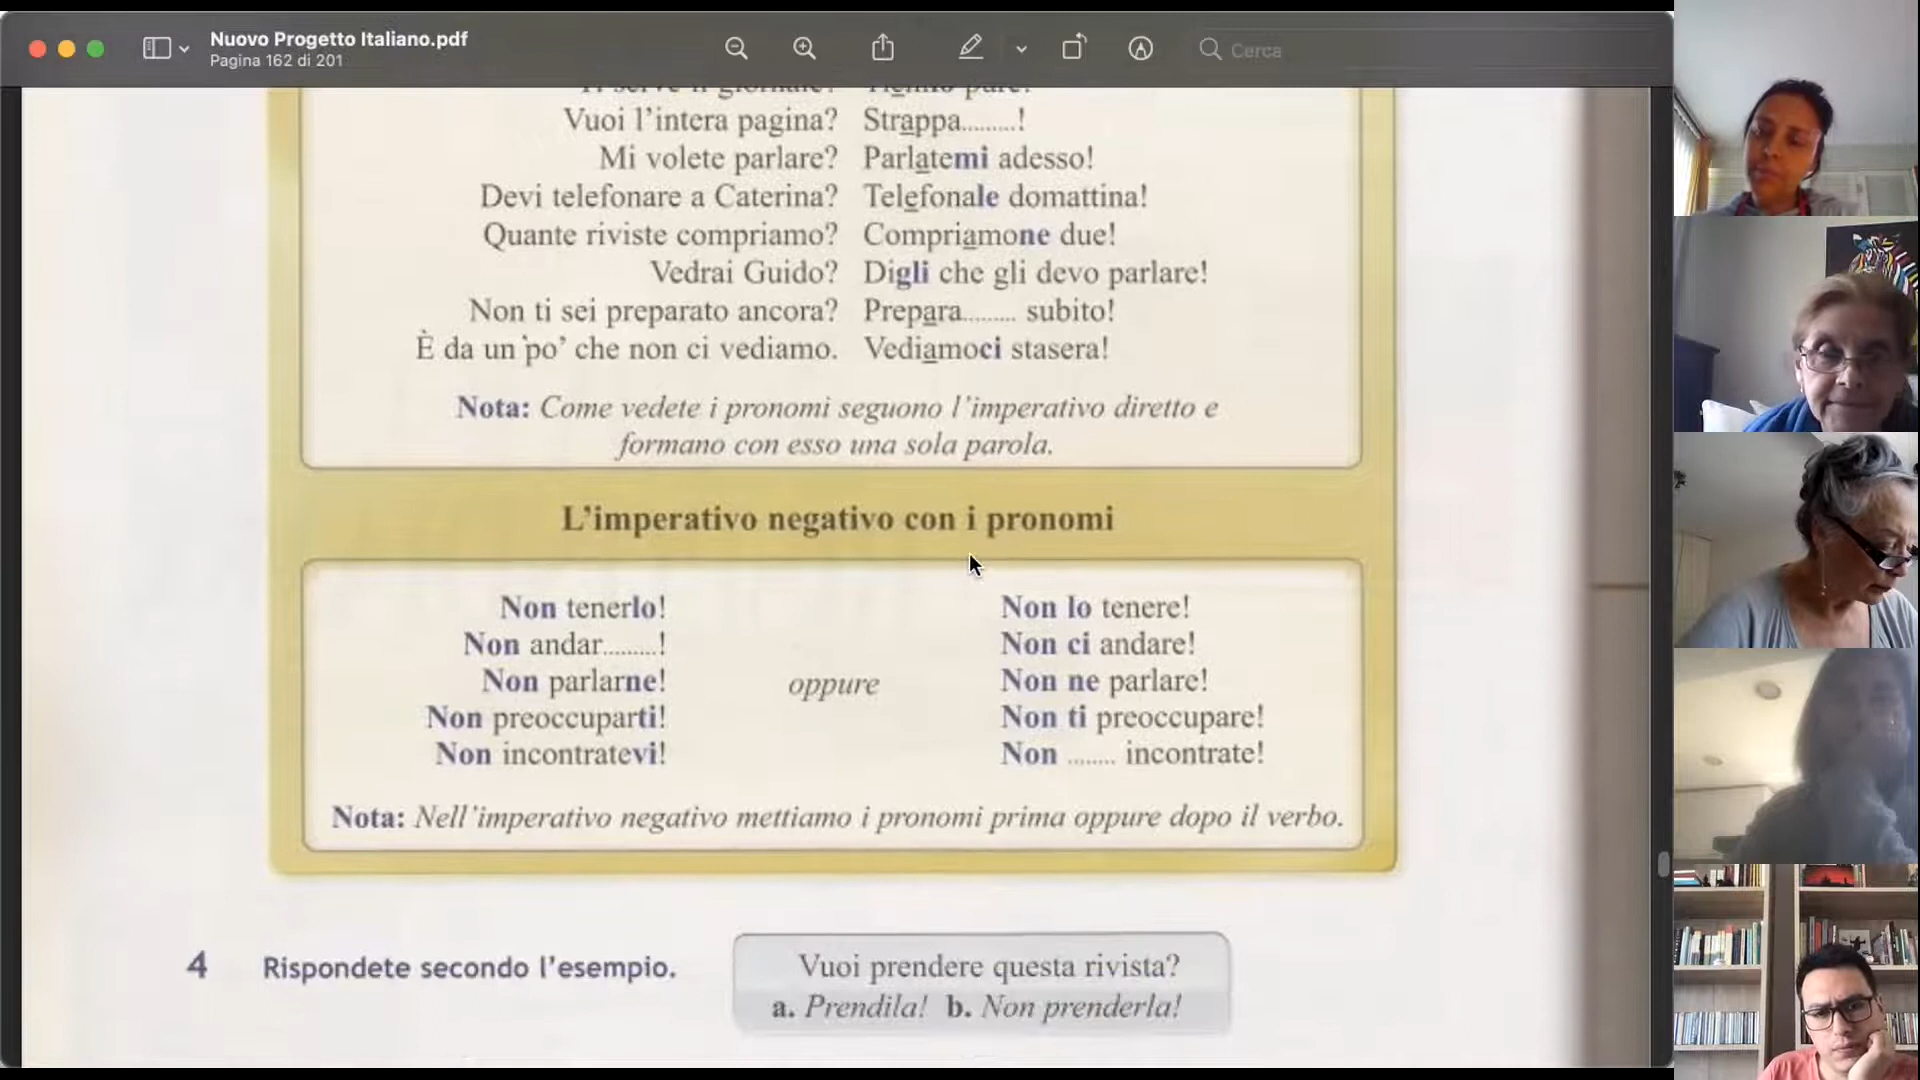 Nuovo Progetto Italiano.pdf
Pagina 162 di 201
Cerca
Ti serve il giornale? Tienilo pure!
Vuoi l'intera pagina? Strappa.........!
Mi volete parlare? Parlatemi adesso!
Devi telefonare a Caterina? Telefonale domattina!
Quante riviste compriamo? Compriamone due!
Vedrai Guido? Digli che gli devo parlare!
Non ti sei preparato ancora? Prepara........ subito!
È da un po' che non ci vediamo. Vediamoci stasera!
Nota: Come vedete i pronomi seguono l'imperativo diretto e
formano con esso una sola parola.
L'imperativo negativo con i pronomi
Non tenerlo! Non lo tenere!
Non andar.........! Non ci andare!
Non parlarne! oppure Non ne parlare!
Non preoccuparti! Non ti preoccupare!
Non incontratevi! Non ........ incontrate!
Nota: Nell'imperativo negativo mettiamo i pronomi prima oppure dopo il verbo.
4 Rispondete secondo l'esempio.
Vuoi prendere questa rivista?
a. Prendila! b. Non prenderla!